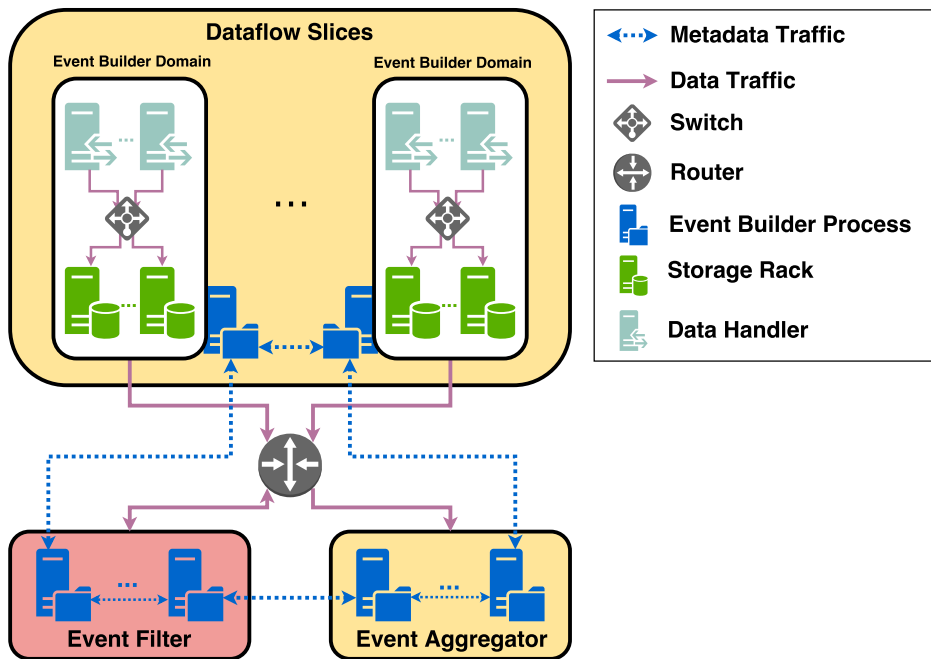 Dataflow Slices
Event Builder Domain
Event Builder Domain
...
...
...
...
...
Event Filter
...
Event Aggregator
...
Metadata Traffic
Data Traffic
Switch
Router
Event Builder Process
Storage Rack
Data Handler